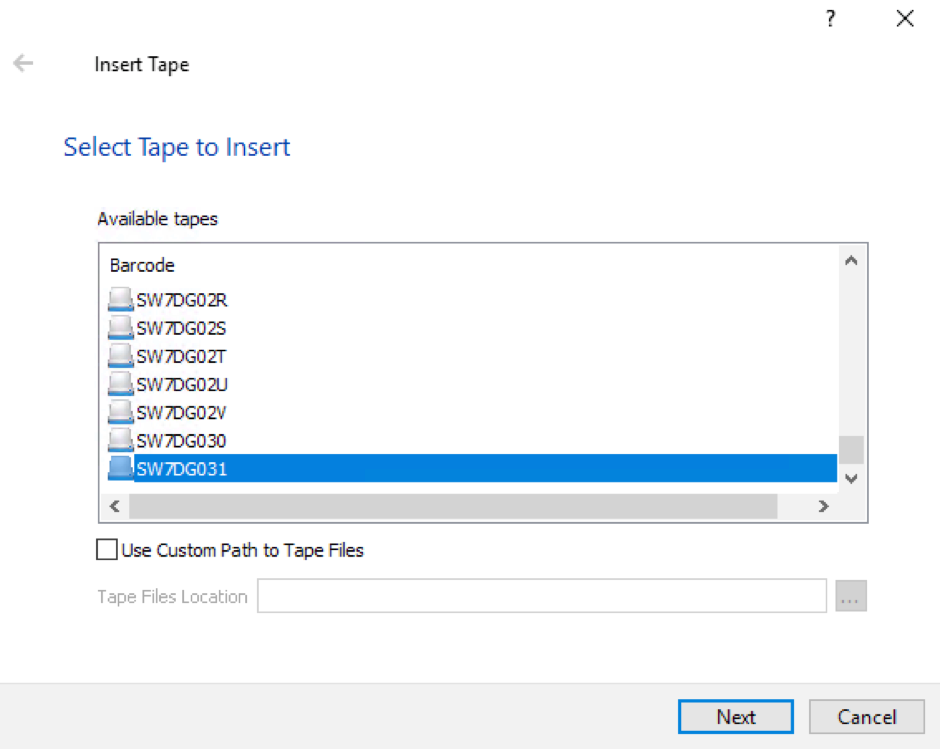 ?
Insert Tape
Select Tape to Insert
Available tapes
Barcode
SW7DG02R
SW7DG02S
SW7DG02T
SW7DG02U
SW7DG02V
SW7DG030
SW7DG031
Use Custom Path to Tape Files
Tape Files Location ...
Next Cancel